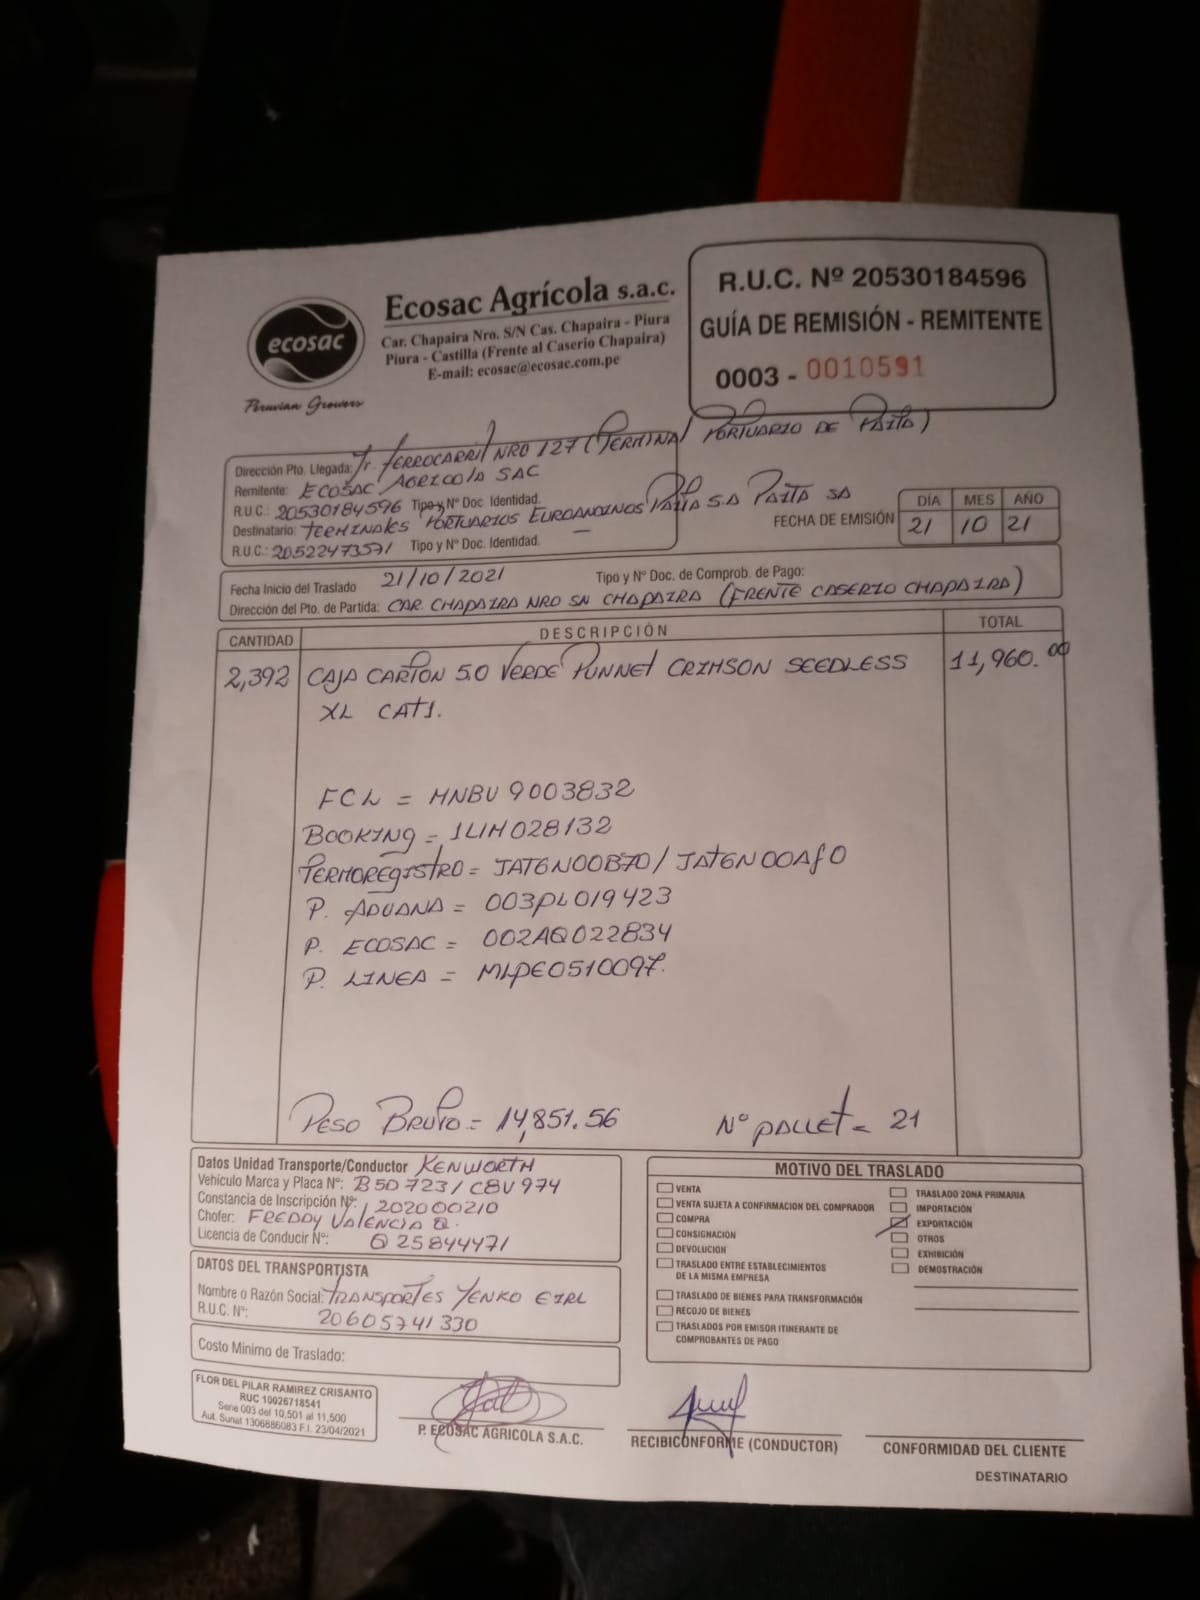 ecosac
Peruvian Growers
Ecosac Agrícola s.a.c.
Car. Chapaira Nro. S/N Cas. Chapaira - Piura
Piura - Castilla (Frente al Caserio Chapaira)
E-mail: ecosac@ecosac.com.pe
R.U.C. Nº 20530184596
GUÍA DE REMISIÓN - REMITENTE
0003 - 0010591
Dirección Pto. Llegada: Jr. FERROCARRIL NRO 127 (TERMINAL PORTUARIO DE PAITA)
Remitente: ECOSAC AGRICOLA SAC
R.U.C.: 20530184596 Tipo y Nº Doc. Identidad.
Destinatario: TERMINALES PORTUARIOS EUROANDINOS PAITA SA PAITA SA
R.U.C.: 20522473571 Tipo y Nº Doc. Identidad.
FECHA DE EMISIÓN
DÍA MES AÑO
21 10 21
Fecha Inicio del Traslado 21/10/2021 Tipo y Nº Doc. de Comprob. de Pago:
Dirección del Pto. de Partida: CAR. CHAPAIRA NRO SN CHAPAIRA (FRENTE CASERIO CHAPAIRA)
CANTIDAD DESCRIPCIÓN TOTAL
2,392 CAJA CARTON 5.0 VERDE PUNNET CRIMSON SEEDLESS 11,960.00
XL CAT1.
FCL = MNBU 9003832
BOOKING = 1LIM028132
TERMOREGISTRO = JAT6N00B70 / JAT6N00AF0
P. ADUANA = 003PL019423
P. ECOSAC = 002AQ022834
P. LINEA = MLPE0510097.
PESO BRUTO = 14,851.56 Nº PALLET = 21
Datos Unidad Transporte/Conductor KENWORTH
Vehículo Marca y Placa Nº: B5D 723 / C8V 974
Constancia de Inscripción Nº: 202000210
Chofer: FREDDY VALENCIA Q.
Licencia de Conducir Nº: Q 25844471
DATOS DEL TRANSPORTISTA
Nombre o Razón Social: TRANSPORTES YENKO EIRL
R.U.C. Nº: 20605741330
Costo Mínimo de Traslado:
MOTIVO DEL TRASLADO
VENTA
VENTA SUJETA A CONFIRMACION DEL COMPRADOR
COMPRA
CONSIGNACION
DEVOLUCION
TRASLADO ENTRE ESTABLECIMIENTOS
DE LA MISMA EMPRESA
TRASLADO DE BIENES PARA TRANSFORMACIÓN
RECOJO DE BIENES
TRASLADOS POR EMISOR ITINERANTE DE
COMPROBANTES DE PAGO
TRASLADO ZONA PRIMARIA
IMPORTACIÓN
EXPORTACIÓN
OTROS
EXHIBICIÓN
DEMOSTRACIÓN
FLOR DEL PILAR RAMIREZ CRISANTO
RUC 10026718541
Serie 003 del 10,501 al 11,500
Aut. Sunat 1306886083 F.I. 23/04/2021
P. ECOSAC AGRICOLA S.A.C.
RECIBI CONFORME (CONDUCTOR)
CONFORMIDAD DEL CLIENTE
DESTINATARIO